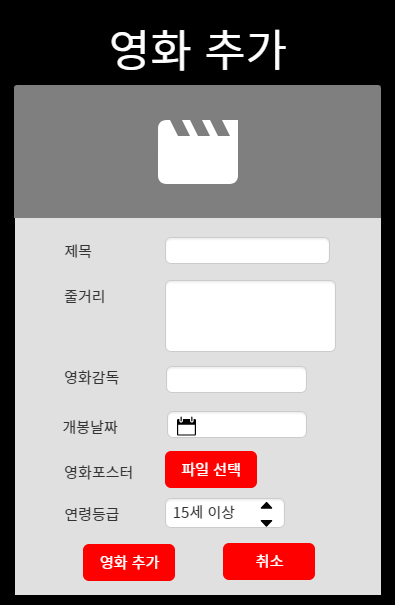 영화 추가
제목
줄거리
영화감독
개봉날짜
영화포스터 파일 선택
연령등급 15세 이상
영화 추가 취소